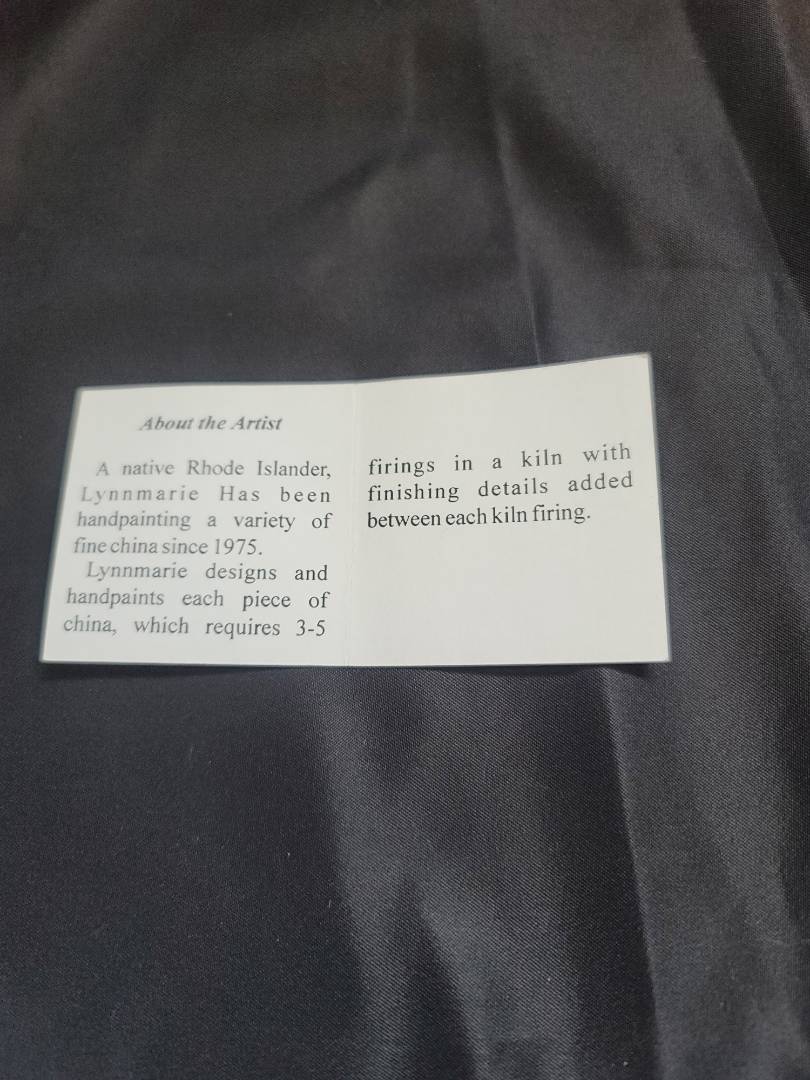 About the Artist
A native Rhode Islander,
Lynnmarie Has been
handpainting a variety of
fine china since 1975.
Lynnmarie designs and
handpaints each piece of
china, which requires 3-5
firings in a kiln with
finishing details added
between each kiln firing.